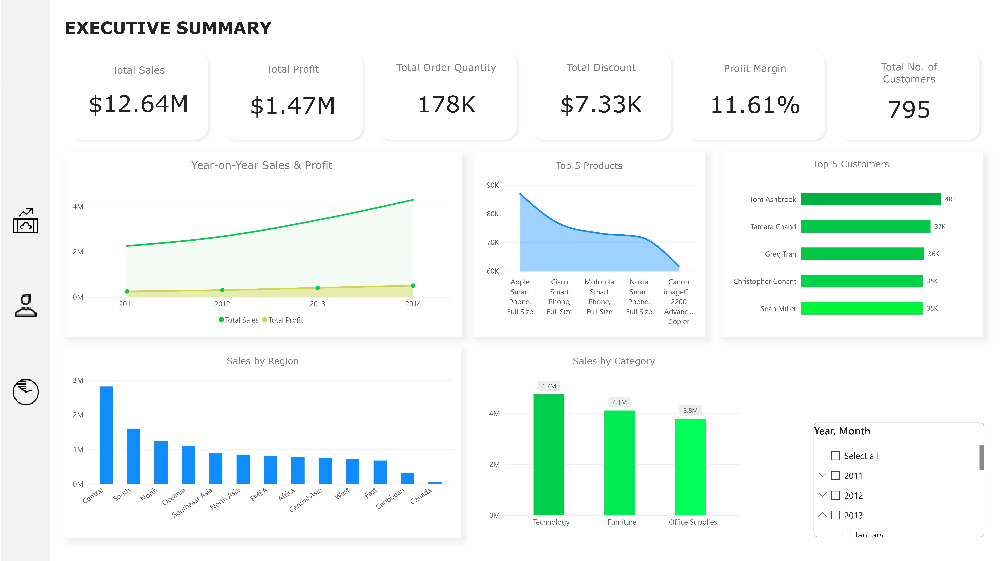 EXECUTIVE SUMMARY
Total Sales
$12.64M
Total Profit
$1.47M
Total Order Quantity
178K
Total Discount
$7.33K
Profit Margin
11.61%
Total No. of
Customers
795
Year-on-Year Sales & Profit
4M
2M
0M
2011
2012
2013
2014
Total Sales
Total Profit
Top 5 Products
90K
80K
70K
60K
Apple
Smart
Phone,
Full Size
Cisco
Smart
Phone,
Full Size
Motorola
Smart
Phone,
Full Size
Nokia
Smart
Phone,
Full Size
Canon
imageC...
2200
Advanc...
Copier
Top 5 Customers
Tom Ashbrook 40K
Tamara Chand 37K
Greg Tran 36K
Christopher Conant 35K
Sean Miller 35K
Sales by Region
3M
2M
1M
0M
Central
South
North
Oceania
Southeast Asia
North Asia
EMEA
Africa
Central Asia
West
East
Caribbean
Canada
Sales by Category
4.7M
4.1M
3.8M
4M
2M
0M
Technology
Furniture
Office Supplies
Year, Month
Select all
2011
2012
2013
January